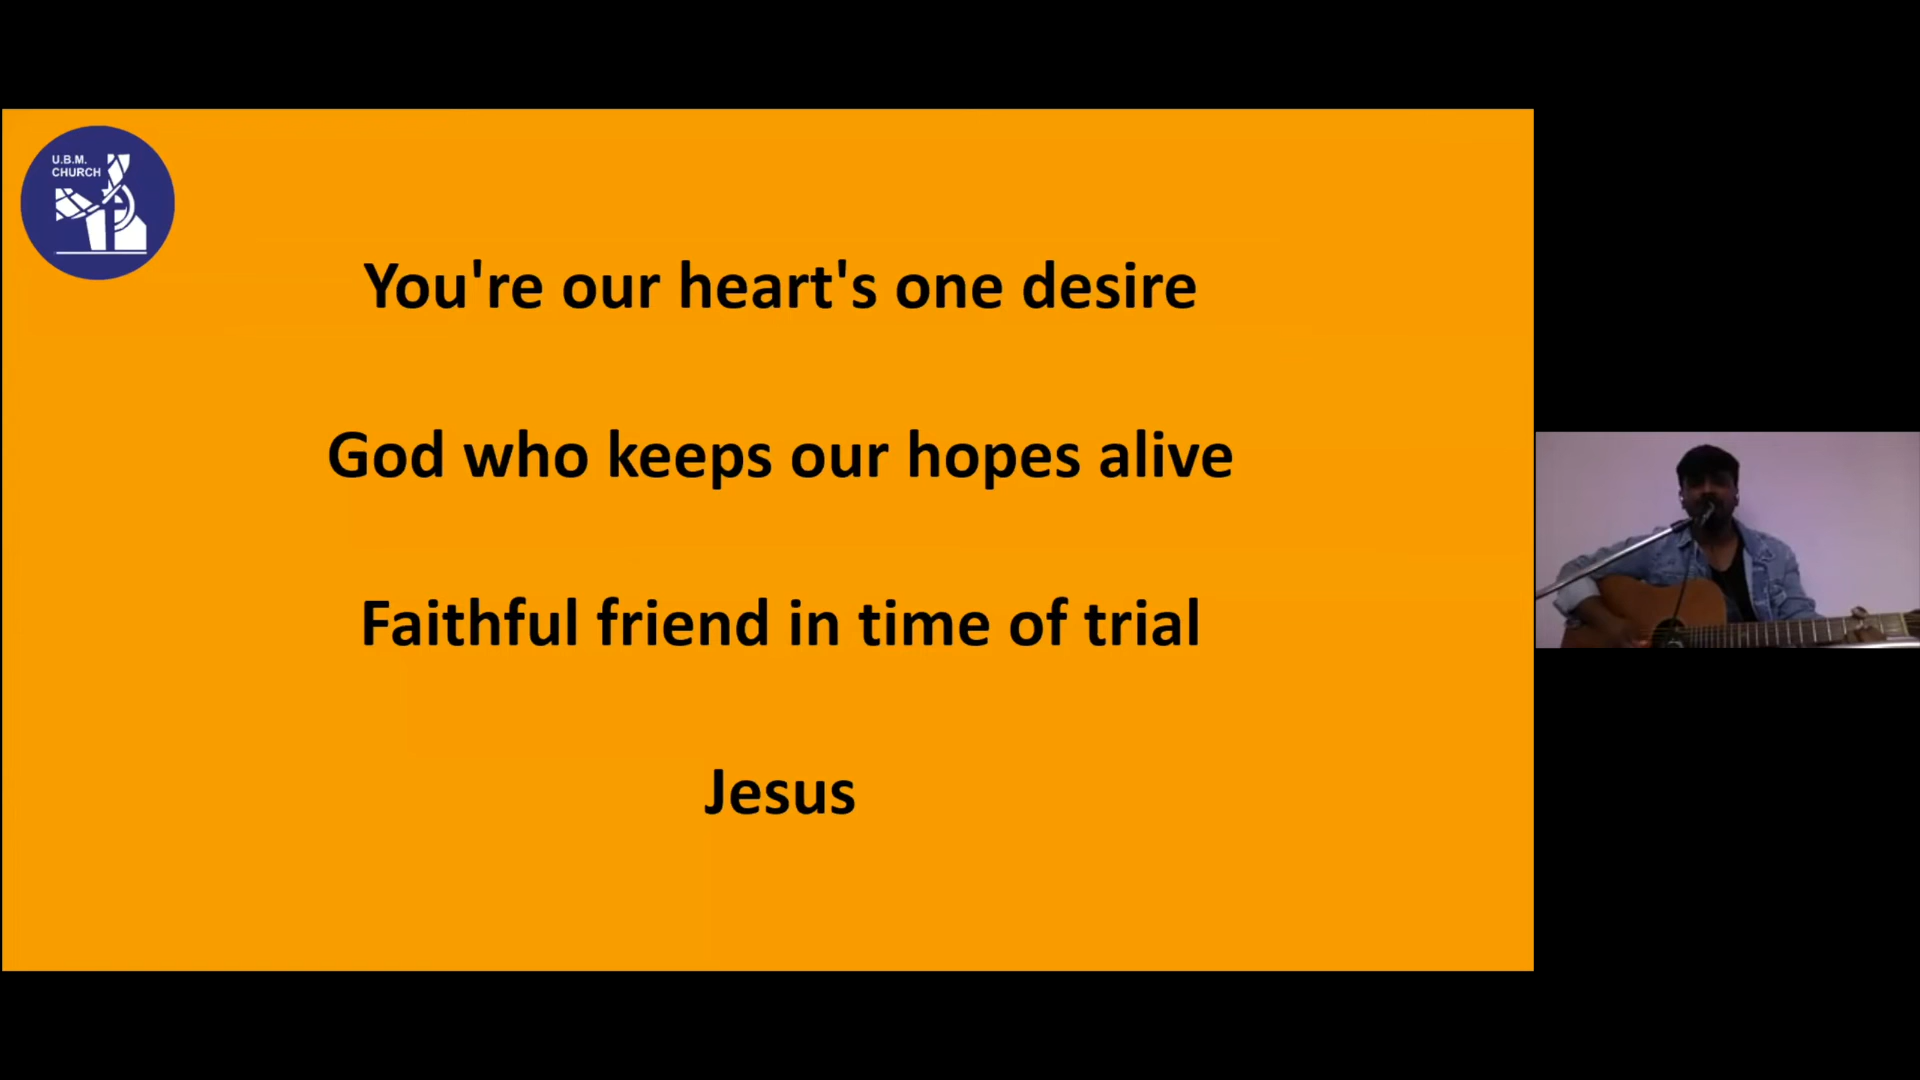 U.B.M.
CHURCH
You're our heart's one desire
God who keeps our hopes alive
Faithful friend in time of trial
Jesus